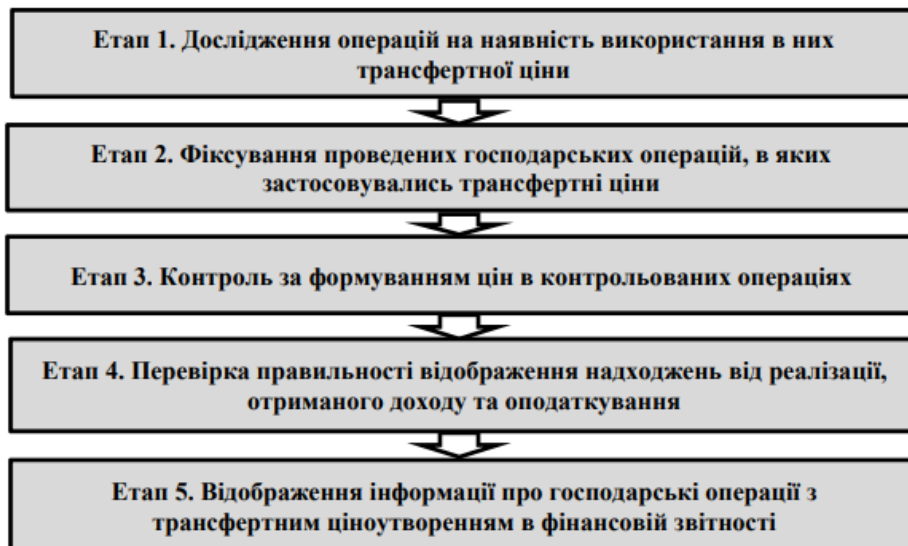 Етап 1. Дослідження операцій на наявність використання в них
трансфертної ціни
Етап 2. Фіксування проведених господарських операцій, в яких
застосовувались трансфертні ціни
Етап 3. Контроль за формуванням цін в контрольованих операціях
Етап 4. Перевірка правильності відображення надходжень від реалізації,
отриманого доходу та оподаткування
Етап 5. Відображення інформації про господарські операції з
трансфертним ціноутворенням в фінансовій звітності